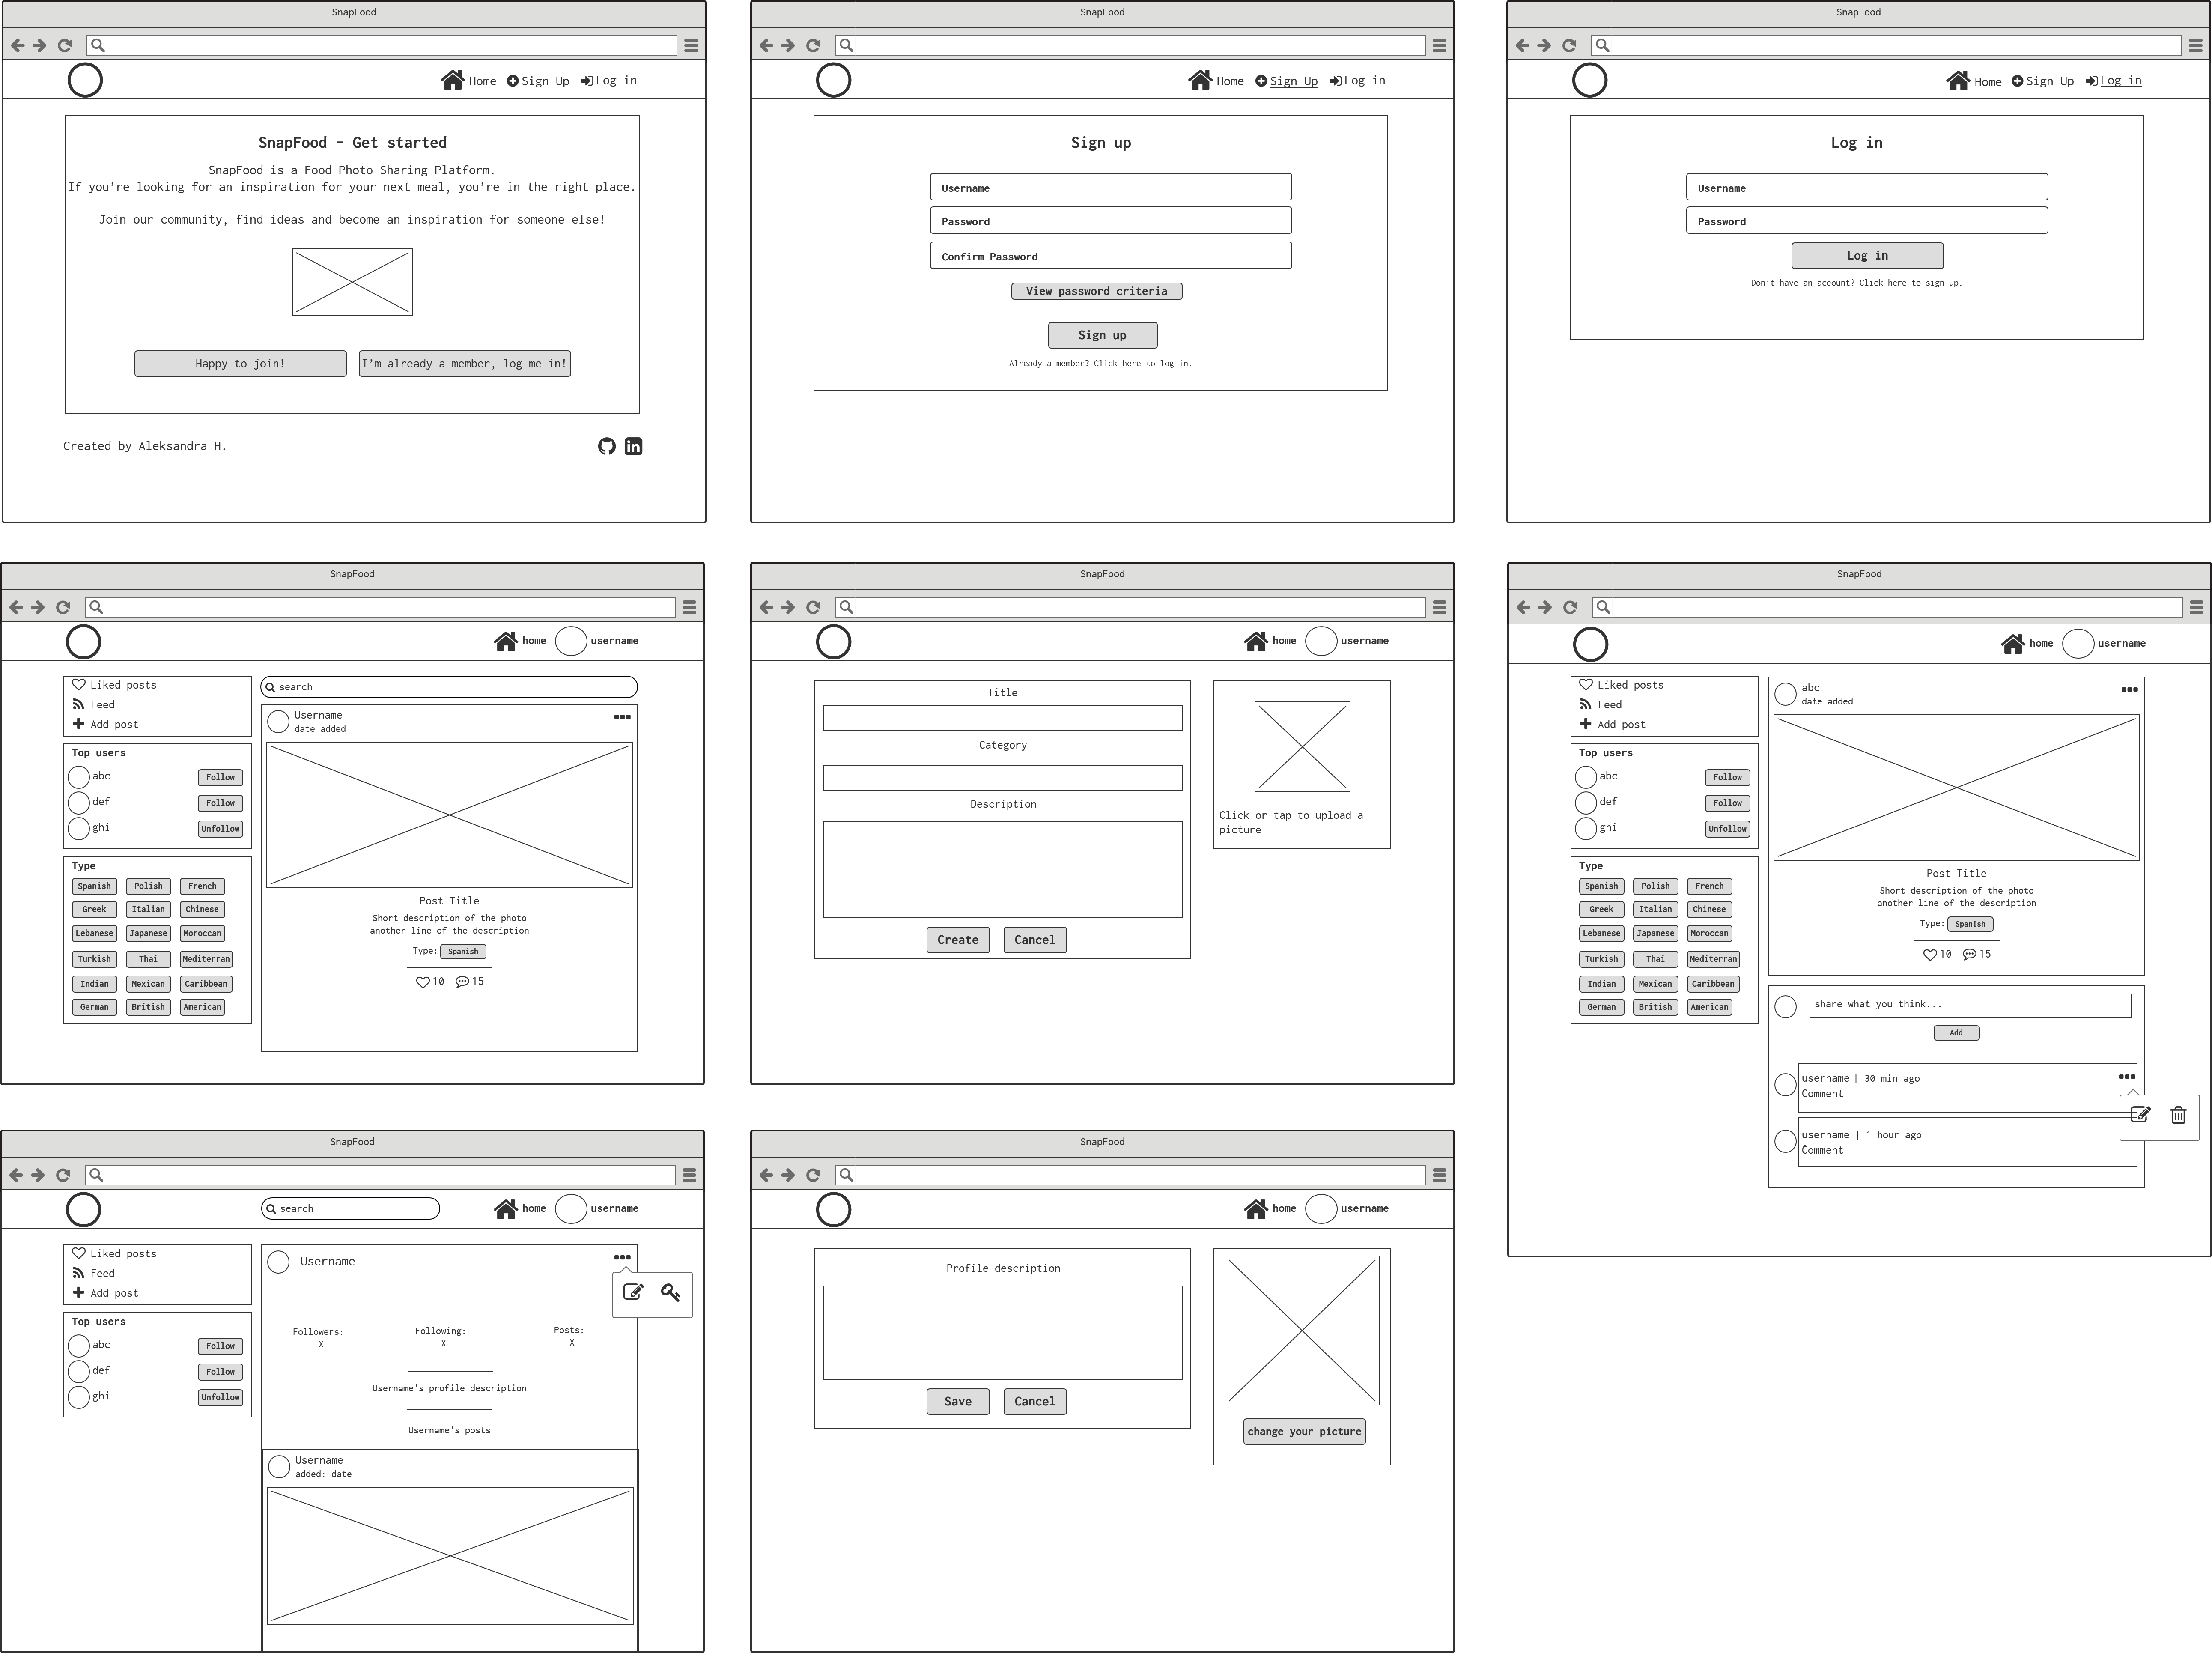 SnapFood
Home Sign Up Log in
SnapFood - Get started
SnapFood is a Food Photo Sharing Platform.
If you're looking for an inspiration for your next meal, you're in the right place.
Join our community, find ideas and become an inspiration for someone else!
Happy to join! I'm already a member, log me in!
Created by Aleksandra H.
SnapFood
Home Sign Up Log in
Sign up
Username
Password
Confirm Password
View password criteria
Sign up
Already a member? Click here to log in.
SnapFood
Home Sign Up Log in
Log in
Username
Password
Log in
Don't have an account? Click here to sign up.
SnapFood
home username
Liked posts
Feed
Add post
Top users
abc Follow
def Follow
ghi Unfollow
Type
Spanish Polish French
Greek Italian Chinese
Lebanese Japanese Moroccan
Turkish Thai Mediterran
Indian Mexican Caribbean
German British American
search
Username
date added
Post Title
Short description of the photo
another line of the description
Type: Spanish
10 15
SnapFood
home username
Title
Category
Description
Create Cancel
Click or tap to upload a
picture
SnapFood
home username
Liked posts
Feed
Add post
Top users
abc Follow
def Follow
ghi Unfollow
Type
Spanish Polish French
Greek Italian Chinese
Lebanese Japanese Moroccan
Turkish Thai Mediterran
Indian Mexican Caribbean
German British American
abc
date added
Post Title
Short description of the photo
another line of the description
Type: Spanish
10 15
share what you think...
Add
username | 30 min ago
Comment
username | 1 hour ago
Comment
SnapFood
search home username
Liked posts
Feed
Add post
Top users
abc Follow
def Follow
ghi Unfollow
Username
Followers: Following: Posts:
X X X
Username's profile description
Username's posts
Username
added: date
SnapFood
home username
Profile description
Save Cancel
change your picture